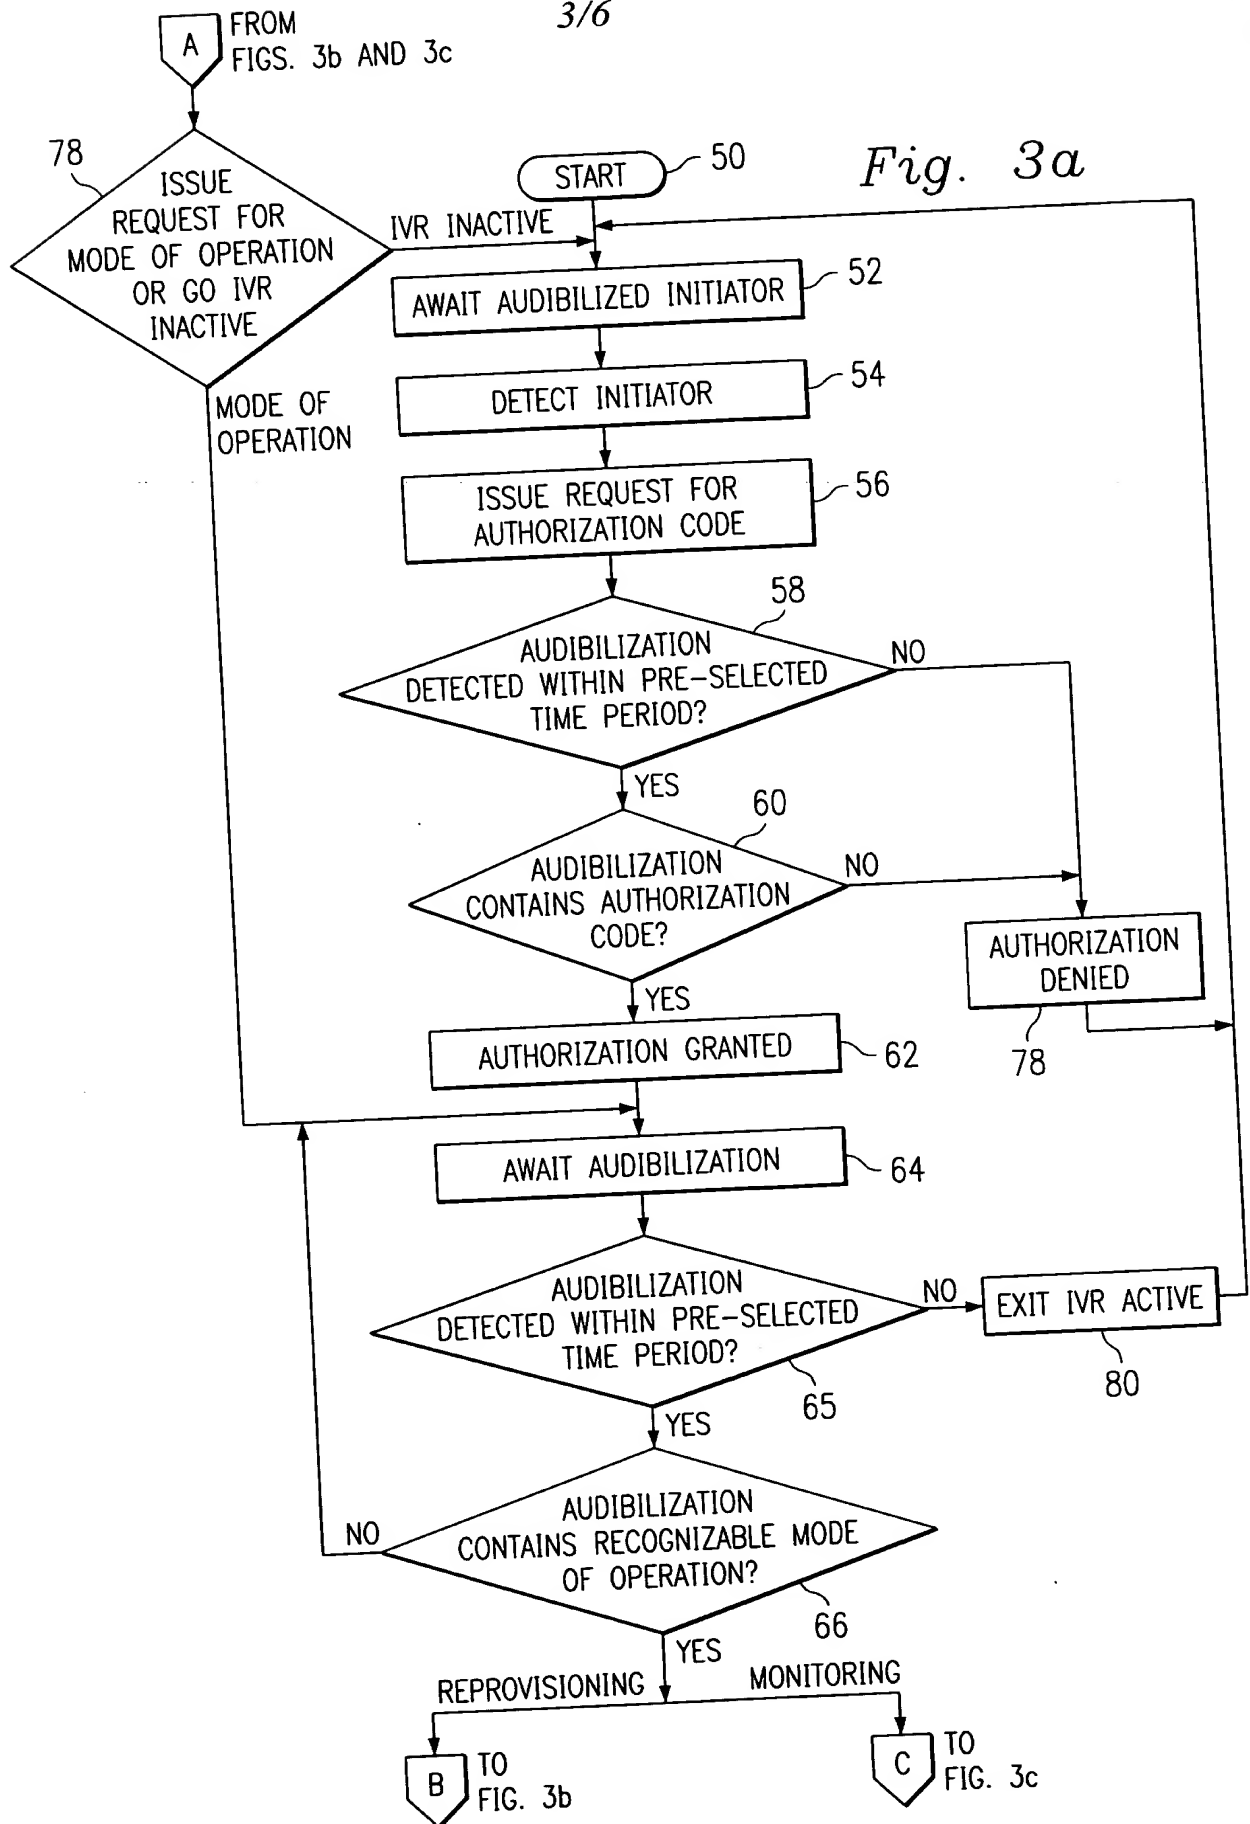 3/6
A
FROM
FIGS. 3b AND 3c
78
ISSUE
REQUEST FOR
MODE OF OPERATION
OR GO IVR
INACTIVE
START
50
Fig. 3a
IVR INACTIVE
AWAIT AUDIBILIZED INITIATOR
52
DETECT INITIATOR
54
MODE OF
OPERATION
ISSUE REQUEST FOR
AUTHORIZATION CODE
56
58
AUDIBILIZATION
DETECTED WITHIN PRE-SELECTED
TIME PERIOD?
NO
YES
60
AUDIBILIZATION
CONTAINS AUTHORIZATION
CODE?
NO
YES
AUTHORIZATION
DENIED
78
AUTHORIZATION GRANTED
62
AWAIT AUDIBILIZATION
64
AUDIBILIZATION
DETECTED WITHIN PRE-SELECTED
TIME PERIOD?
65
NO
EXIT IVR ACTIVE
80
YES
AUDIBILIZATION
CONTAINS RECOGNIZABLE MODE
OF OPERATION?
66
NO
YES
REPROVISIONING
MONITORING
B
TO
FIG. 3b
C
TO
FIG. 3c